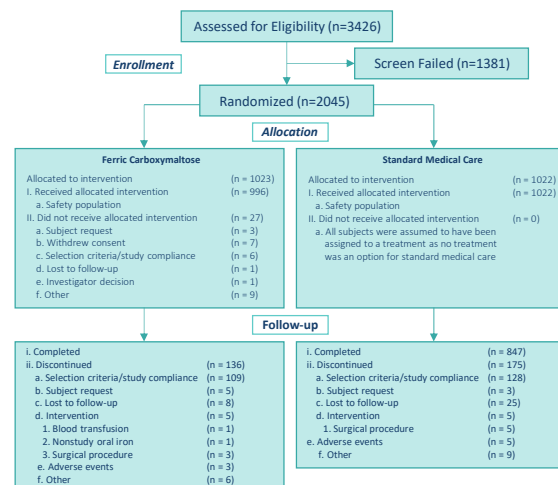 Assessed for Eligibility (n=3426)
Enrollment
Screen Failed (n=1381)
Randomized (n=2045)
Allocation
Ferric Carboxymaltose
Allocated to intervention (n = 1023)
I. Received allocated intervention (n = 996)
a. Safety population
II. Did not receive allocated intervention (n = 27)
a. Subject request (n = 3)
b. Withdrew consent (n = 7)
c. Selection criteria/study compliance (n = 6)
d. Lost to follow-up (n = 1)
e. Investigator decision (n = 1)
f. Other (n = 9)
Standard Medical Care
Allocated to intervention (n = 1022)
I. Received allocated intervention (n = 1022)
a. Safety population
II. Did not receive allocated intervention (n = 0)
a. All subjects were assumed to have been
assigned to a treatment as no treatment
was an option for standard medical care
Follow-up
i. Completed
ii. Discontinued (n = 136)
a. Selection criteria/study compliance (n = 109)
b. Subject request (n = 5)
c. Lost to follow-up (n = 8)
d. Intervention (n = 5)
1. Blood transfusion (n = 1)
2. Nonstudy oral iron (n = 1)
3. Surgical procedure (n = 3)
e. Adverse events (n = 3)
f. Other (n = 6)
i. Completed (n = 847)
ii. Discontinued (n = 175)
a. Selection criteria/study compliance (n = 128)
b. Subject request (n = 3)
c. Lost to follow-up (n = 25)
d. Intervention (n = 5)
1. Surgical procedure (n = 5)
e. Adverse events (n = 5)
f. Other (n = 9)